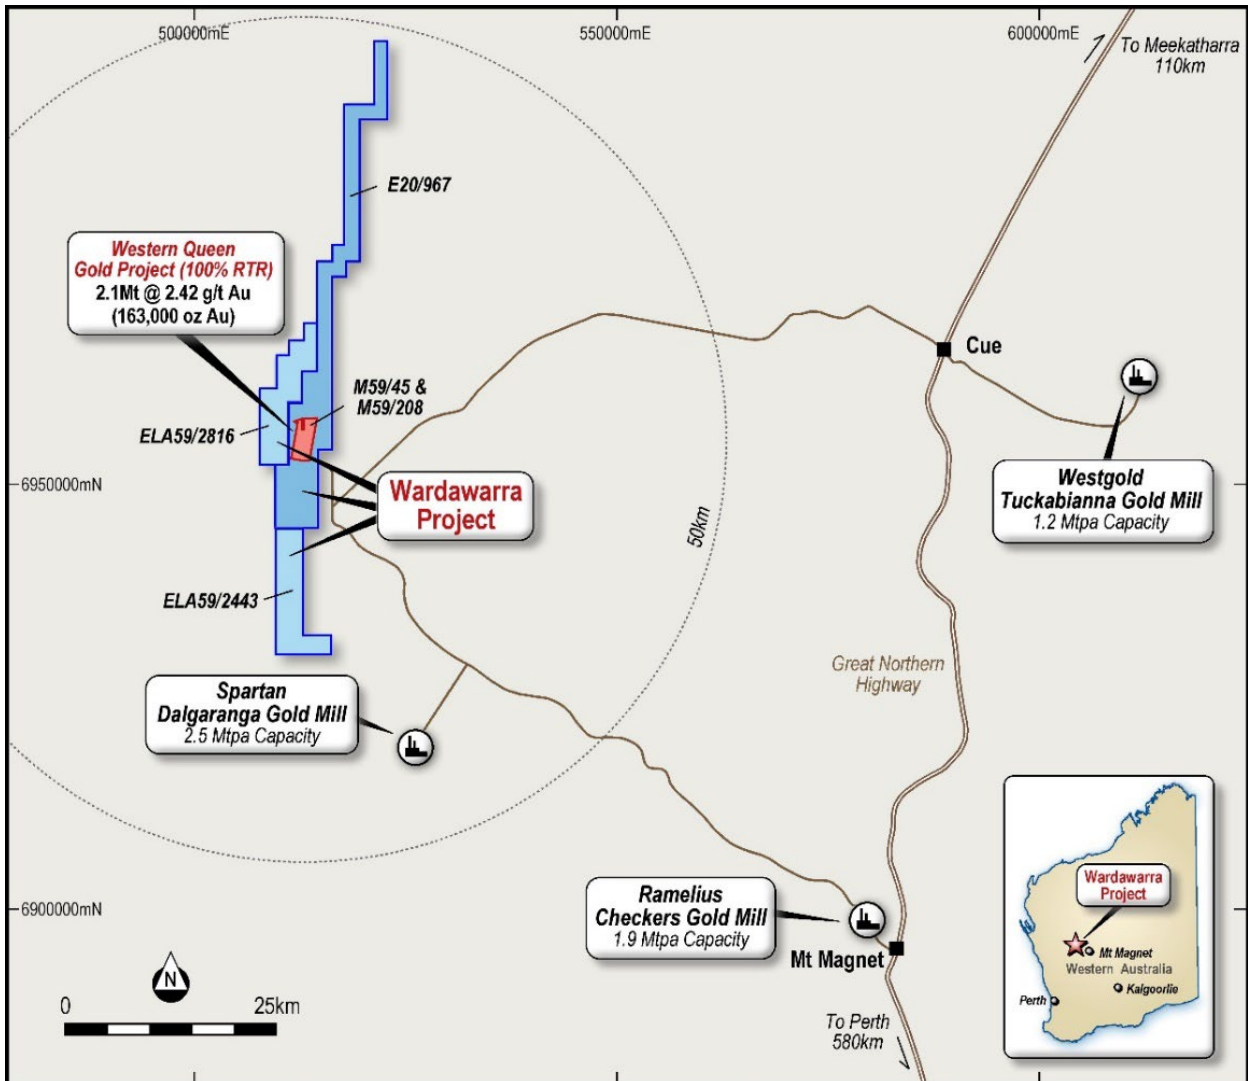 500000mE
550000mE
600000mE
To Meekatharra
110km
E20/967
Western Queen
Gold Project (100% RTR)
2.1Mt @ 2.42 g/t Au
(163,000 oz Au)
Cue
M59/45 &
M59/208
ELA59/2816
6950000mN
Wardawarra
Project
50km
Westgold
Tuckabianna Gold Mill
1.2 Mtpa Capacity
ELA59/2443
Great Northern
Highway
Spartan
Dalgaranga Gold Mill
2.5 Mtpa Capacity
Ramelius
Checkers Gold Mill
1.9 Mtpa Capacity
6900000mN
Mt Magnet
N
0
25km
To Perth
580km
Wardawarra
Project
Mt Magnet
Western Australia
Kalgoorlie
Perth